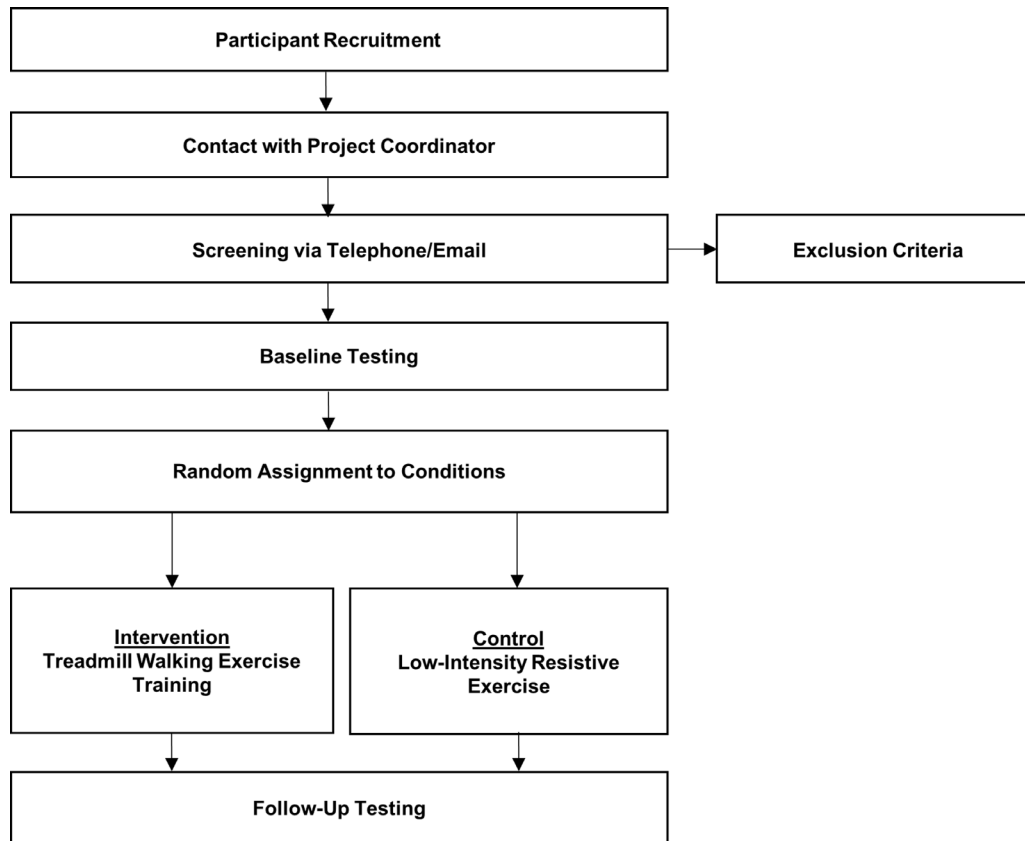 Participant Recruitment
Contact with Project Coordinator
Screening via Telephone/Email
Exclusion Criteria
Baseline Testing
Random Assignment to Conditions
Intervention
Treadmill Walking Exercise
Training
Control
Low-Intensity Resistive
Exercise
Follow-Up Testing